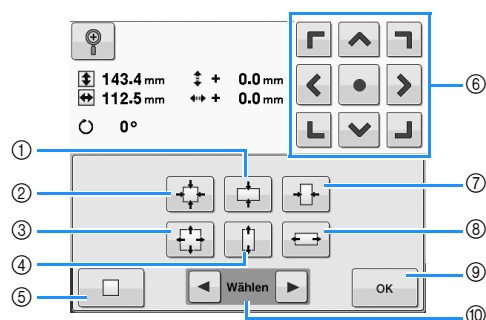 143.4 mm + 0.0 mm
112.5 mm + 0.0 mm
0°
⑥
①
②
⑦
③
⑧
④
Wählen
OK
⑤
⑨
⑩